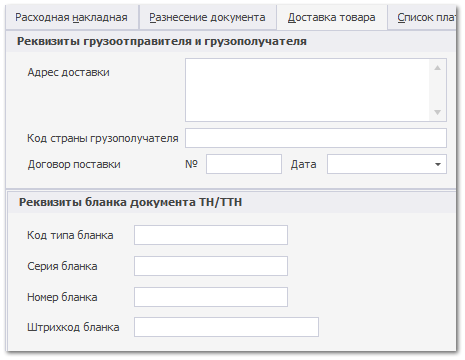 Расходная накладная Разнесение документа Доставка товара Список плат
Реквизиты грузоотправителя и грузополучателя
Адрес доставки
Код страны грузополучателя
Договор поставки № Дата
Реквизиты бланка документа ТН/ТТН
Код типа бланка
Серия бланка
Номер бланка
Штрихкод бланка